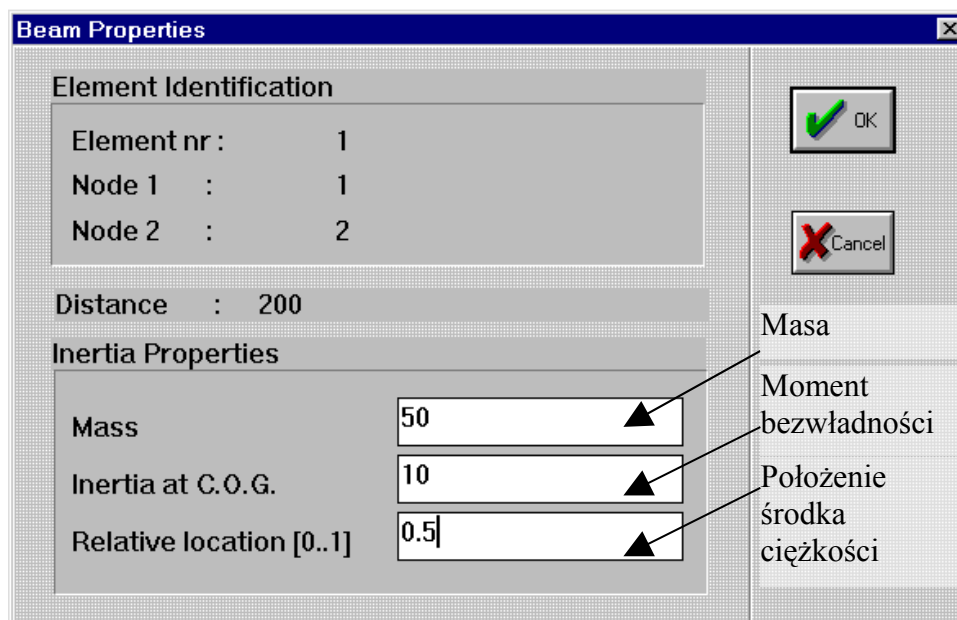 Beam Properties
Element Identification
Element nr : 1
Node 1 : 1
Node 2 : 2
Distance : 200
Inertia Properties
Mass 50
Inertia at C.O.G. 10
Relative location [0..1] 0.5
OK
Cancel
Masa
Moment
bezwładności
Położenie
środka
ciężkości